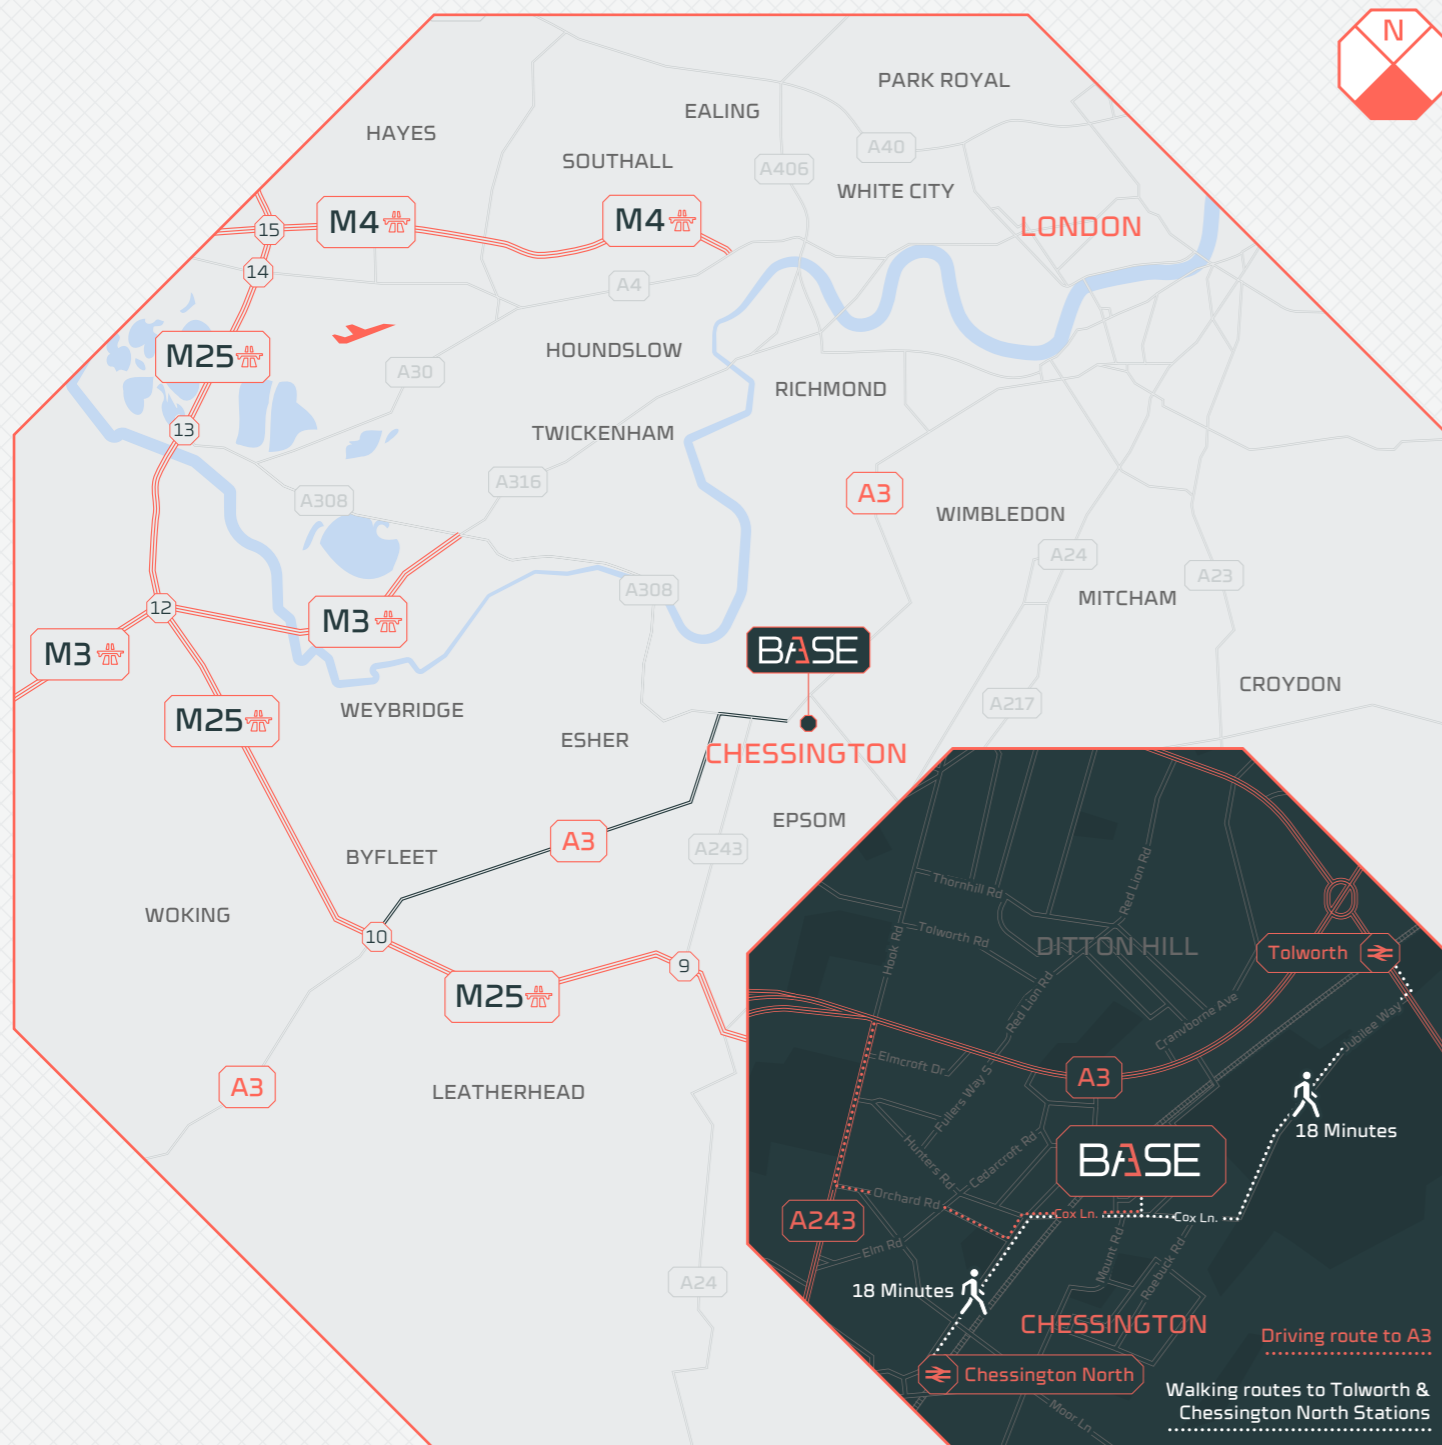 N
PARK ROYAL
EALING
HAYES
A40
SOUTHALL
A406
WHITE CITY
M4
M4
LONDON
15
14
A4
M25
HOUNDSLOW
A30
RICHMOND
13
TWICKENHAM
A316
A3
A308
WIMBLEDON
A24
A23
A308
MITCHAM
12
M3
BASE
M3
CROYDON
A217
WEYBRIDGE
M25
ESHER
CHESSINGTON
EPSOM
A3
A243
BYFLEET
WOKING
10
9
M25
A3
LEATHERHEAD
A24
Thornhill Rd
Red Lion Rd
Tolworth Rd
Hook Rd
DITTON HILL
Tolworth
Red Lion Rd
Cranvborne Ave
Jubilee Way
Elmcroft Dr
A3
Fullers Way S
18 Minutes
Hunters Rd
Cedarcroft Rd
BASE
Orchard Rd
A243
Cox Ln.
Cox Ln.
Elm Rd
Mount Rd
Roebuck Rd
18 Minutes
CHESSINGTON
Driving route to A3
Chessington North
Walking routes to Tolworth &
Chessington North Stations
Moor Ln